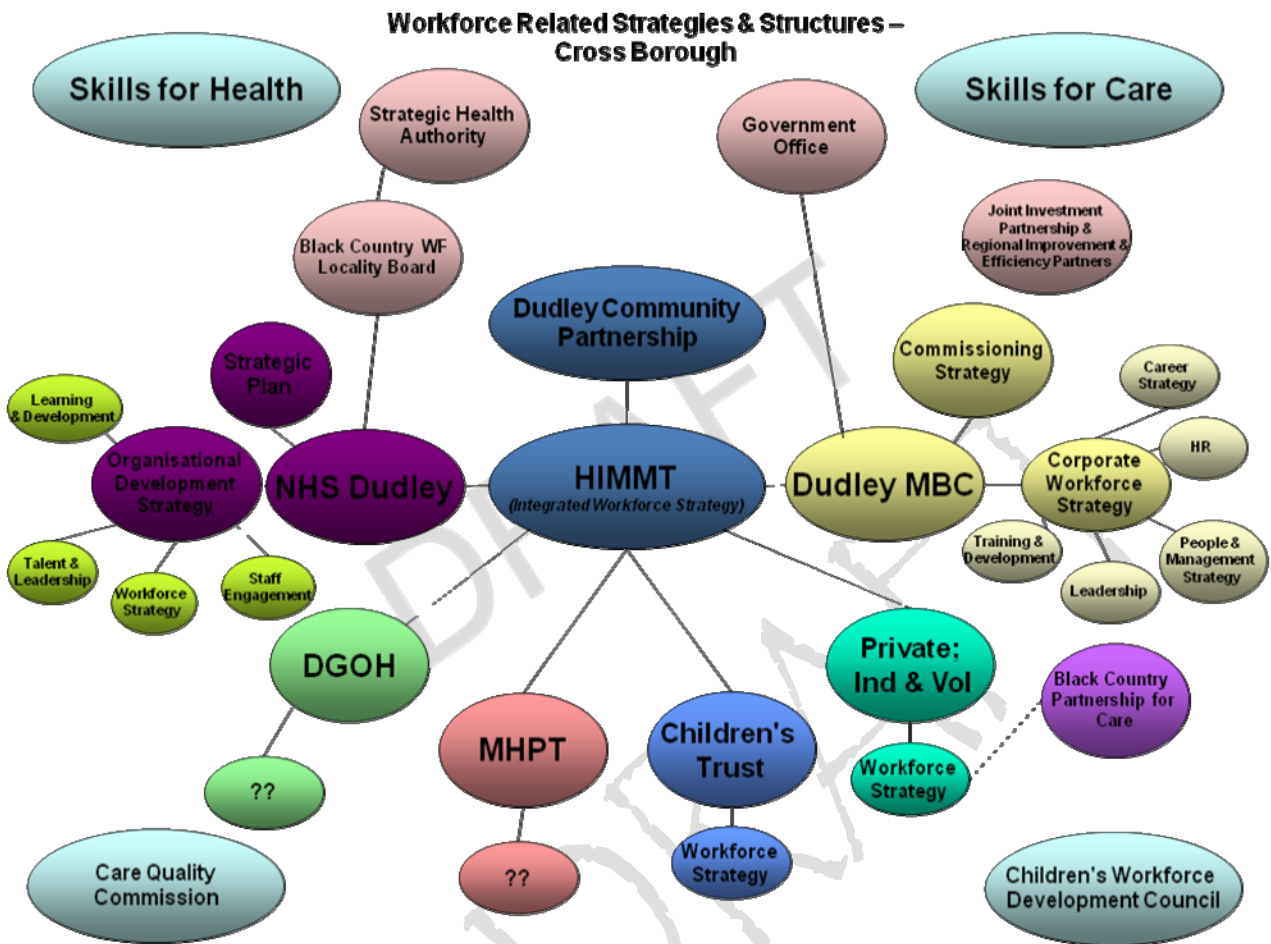 Workforce Related Strategies & Structures –
Cross Borough
Skills for Health
Skills for Care
Strategic Health
Authority
Government
Office
Joint Investment
Partnership &
Regional Improvement &
Efficiency Partners
Black Country WF
Locality Board
Dudley Community
Partnership
Commissioning
Strategy
Strategic
Plan
Career
Strategy
Learning
& Development
HR
Organisational
Development
Strategy
NHS Dudley
HIMMT
(Integrated Workforce Strategy)
Dudley MBC
Corporate
Workforce
Strategy
Talent &
Leadership
Workforce
Strategy
Staff
Engagement
Training &
Development
Leadership
People &
Management
Strategy
DGOH
Private;
Ind & Vol
Black Country
Partnership for
Care
MHPT
Children's
Trust
Workforce
Strategy
??
??
Workforce
Strategy
Care Quality
Commission
Children's Workforce
Development Council
DRAFT
DRAFT